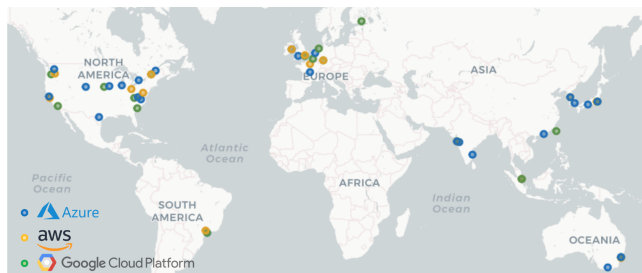 NORTH
AMERICA
EUROPE
ASIA
Atlantic
Ocean
Pacific
Ocean
AFRICA
Indian
Ocean
SOUTH
AMERICA
OCEANIA
Azure
aws
Google Cloud Platform